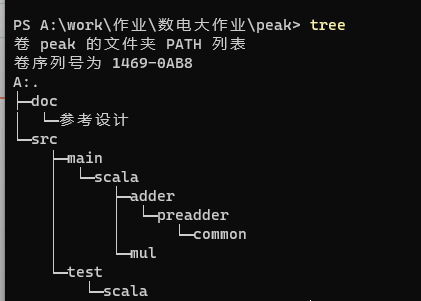 PS A:\work\作业\数电大作业\peak> tree
卷 peak 的文件夹 PATH 列表
卷序列号为 1469-0AB8
A:.
├─doc
│  └─参考设计
└─src
    ├─main
    │  └─scala
    │      ├─adder
    │      │  └─preadder
    │      │      └─common
    │      └─mul
    └─test
        └─scala